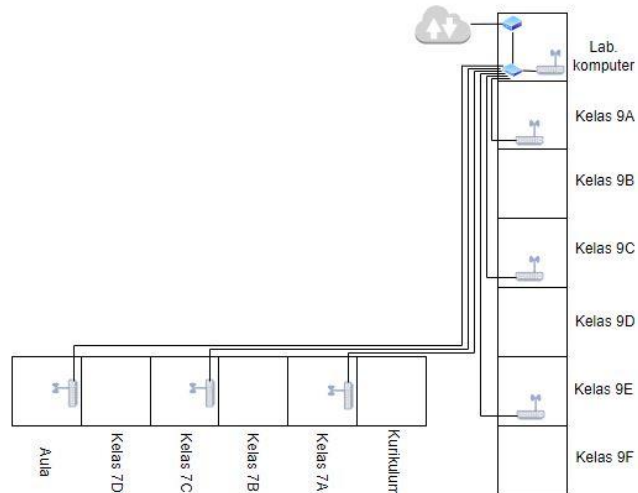 Lab.
komputer
Kelas 9A
Kelas 9B
Kelas 9C
Kelas 9D
Kelas 9E
Kelas 9F
Aula
Kelas 7D
Kelas 7C
Kelas 7B
Kelas 7A
Kurikulum